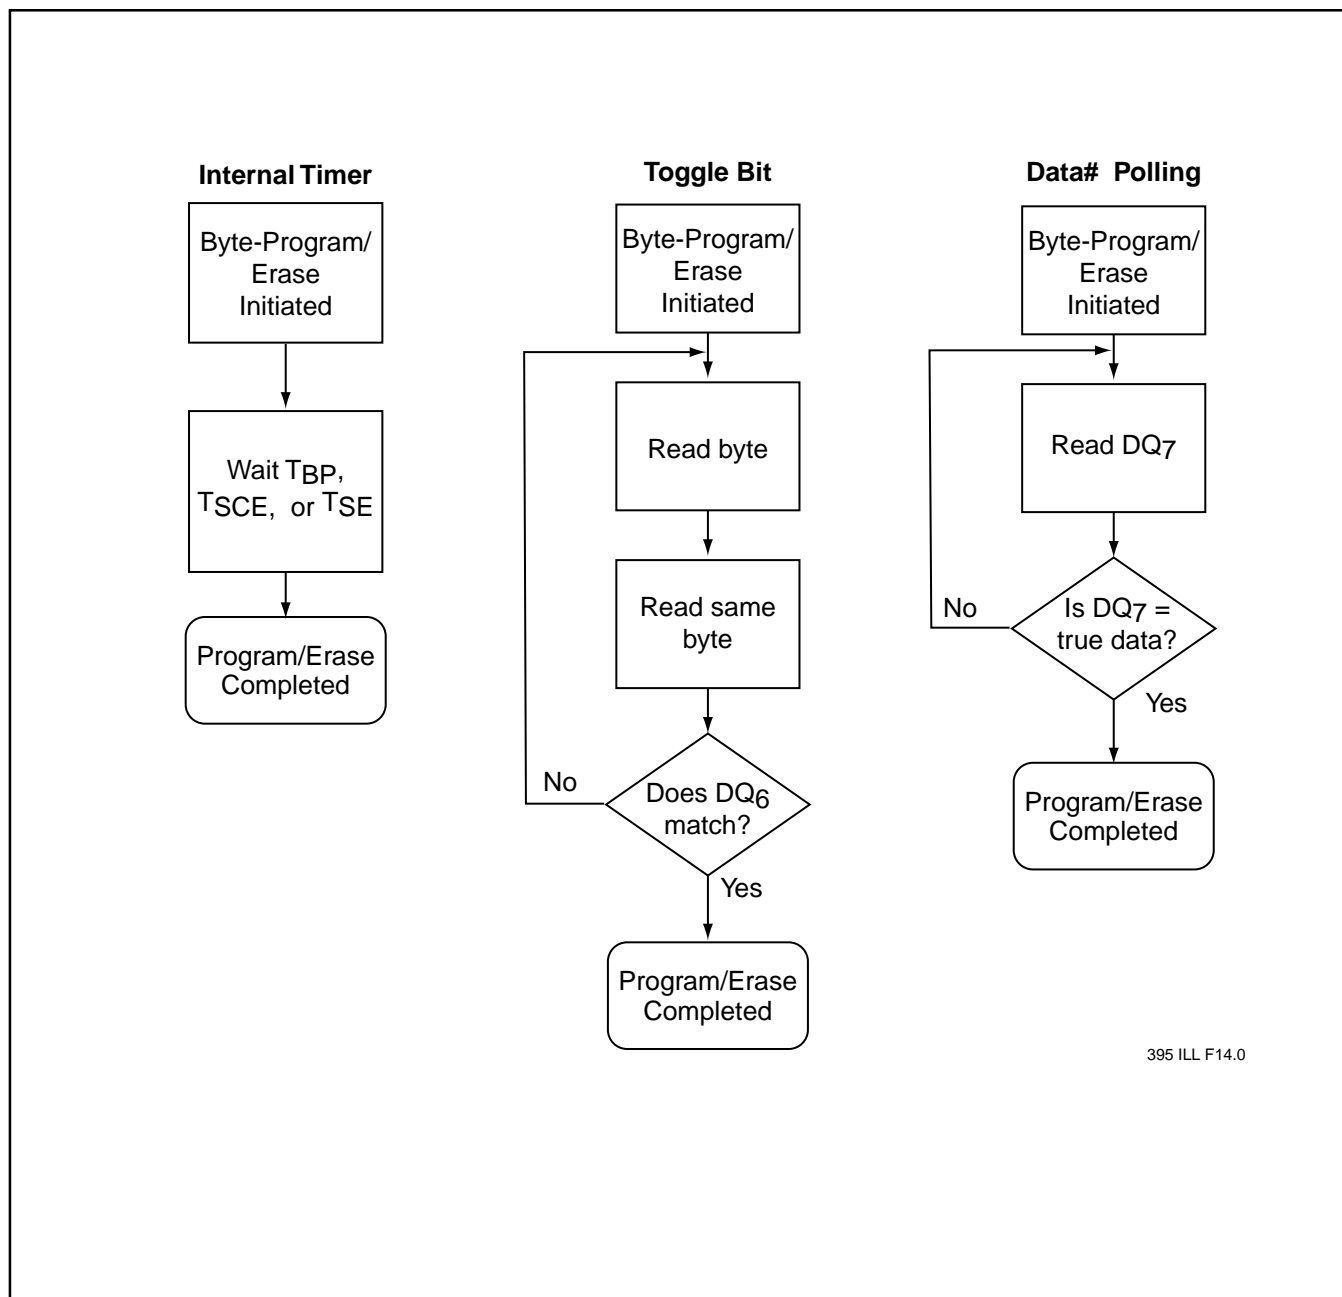 Internal Timer
Byte-Program/
Erase
Initiated
Wait TBP,
TSCE, or TSE
Program/Erase
Completed
Toggle Bit
Byte-Program/
Erase
Initiated
Read byte
Read same
byte
No
Does DQ6
match?
Yes
Program/Erase
Completed
Data# Polling
Byte-Program/
Erase
Initiated
Read DQ7
No
Is DQ7 =
true data?
Yes
Program/Erase
Completed
395 ILL F14.0